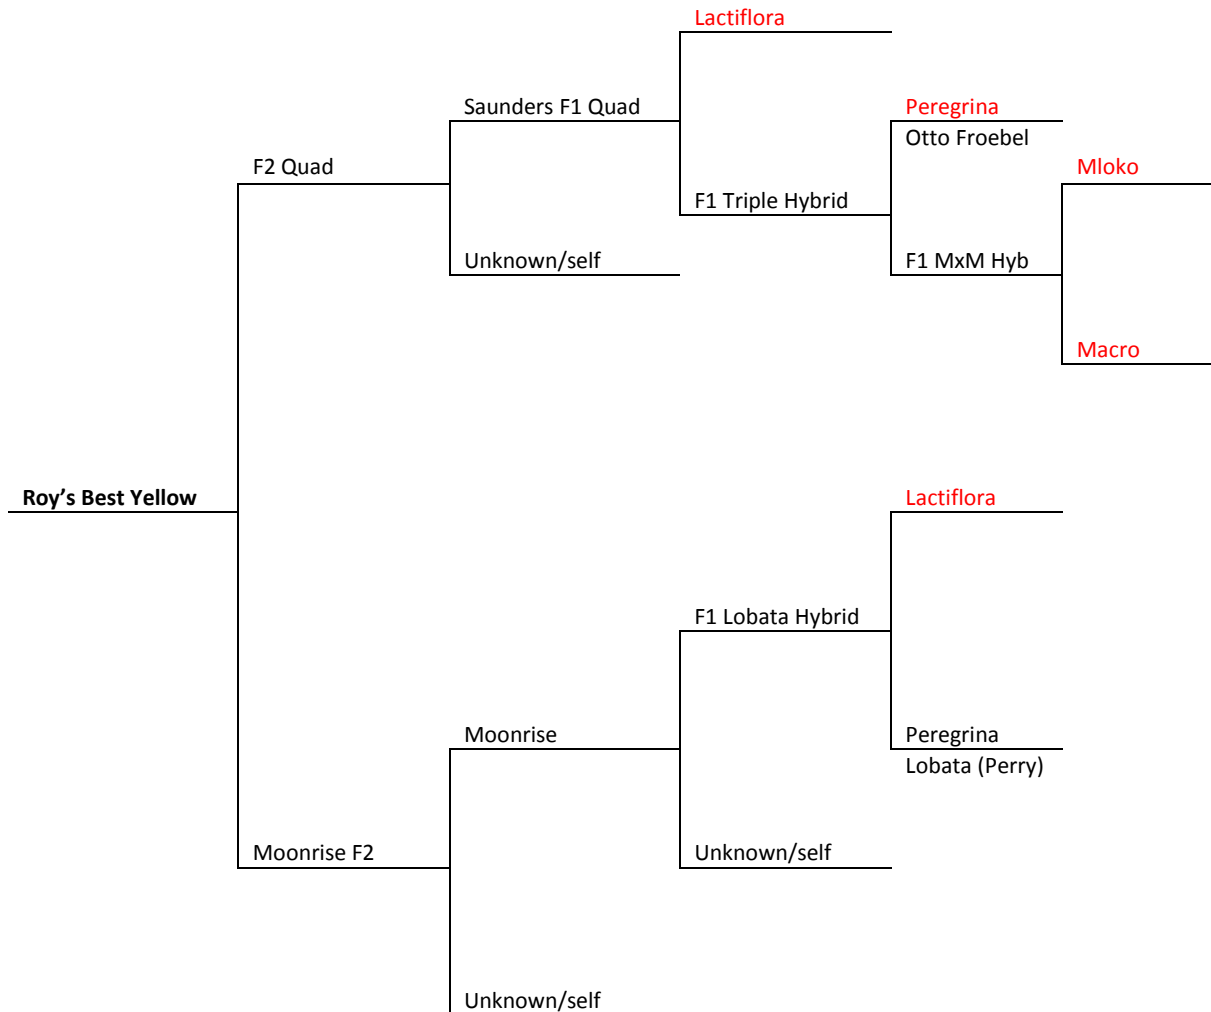 Lactiflora
Saunders F1 Quad
Peregrina
Otto Froebel
F2 Quad
Mloko
F1 Triple Hybrid
Unknown/self
F1 MxM Hyb
Macro
Roy’s Best Yellow
Lactiflora
F1 Lobata Hybrid
Moonrise
Peregrina
Lobata (Perry)
Moonrise F2
Unknown/self
Unknown/self